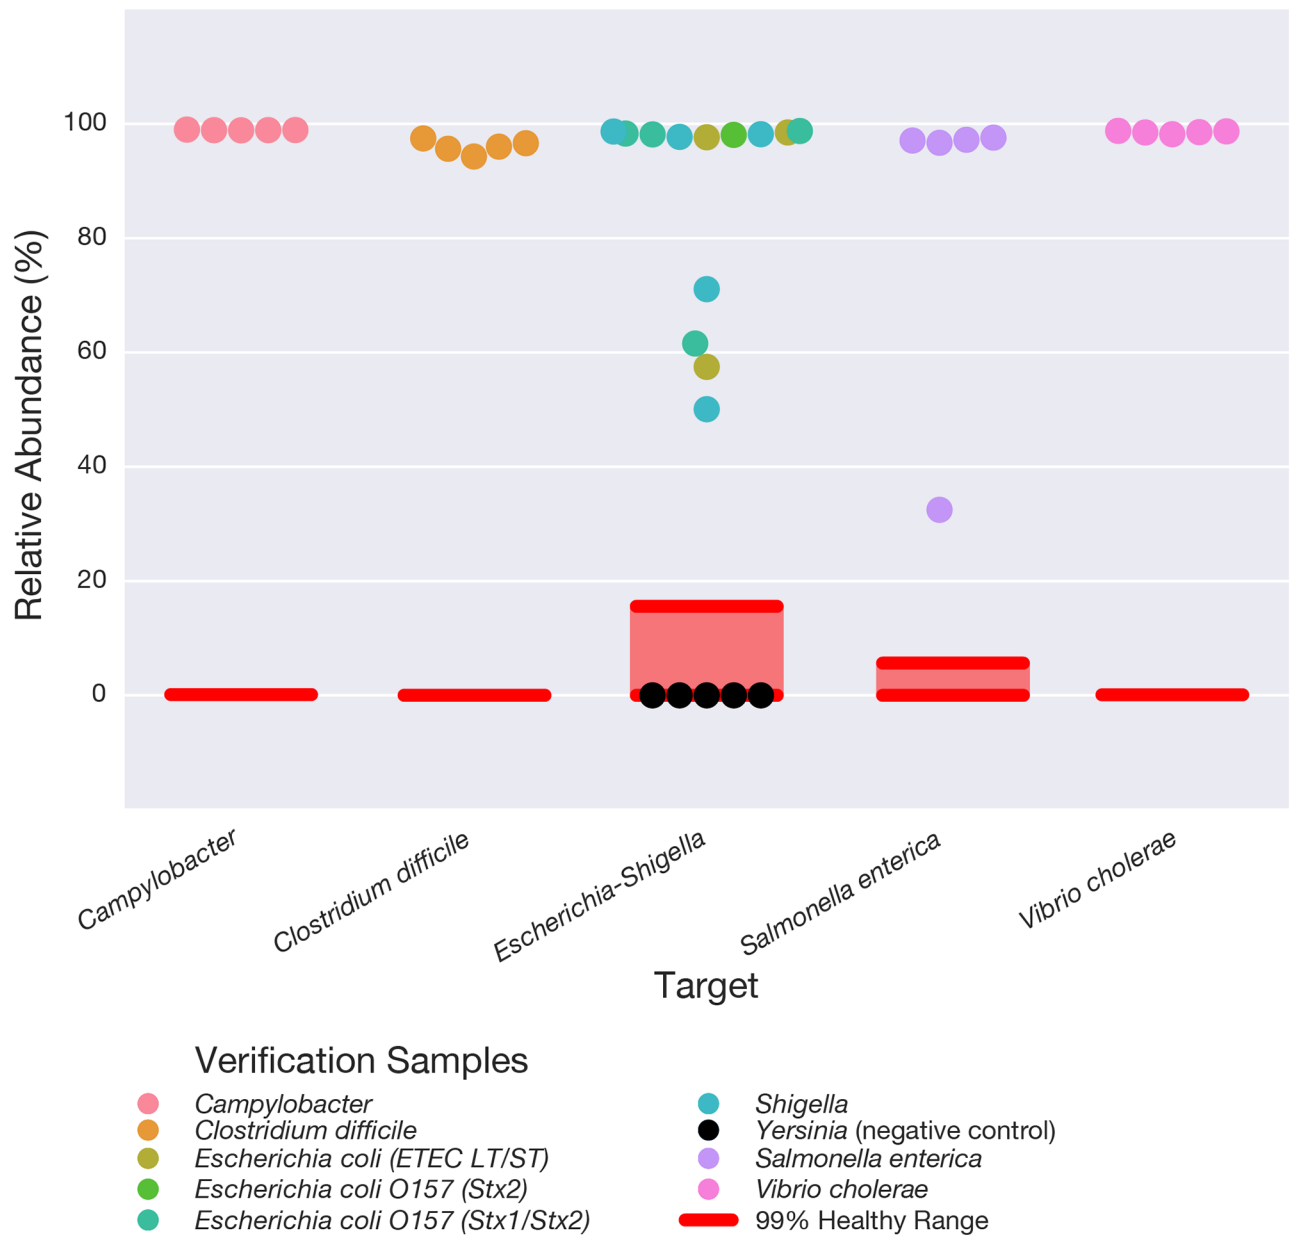 100
80
60
40
20
0
Relative Abundance (%)
Campylobacter
Clostridium difficile
Escherichia-Shigella
Salmonella enterica
Vibrio cholerae
Target
Verification Samples
Campylobacter
Clostridium difficile
Escherichia coli (ETEC LT/ST)
Escherichia coli O157 (Stx2)
Escherichia coli O157 (Stx1/Stx2)
Shigella
Yersinia (negative control)
Salmonella enterica
Vibrio cholerae
99% Healthy Range